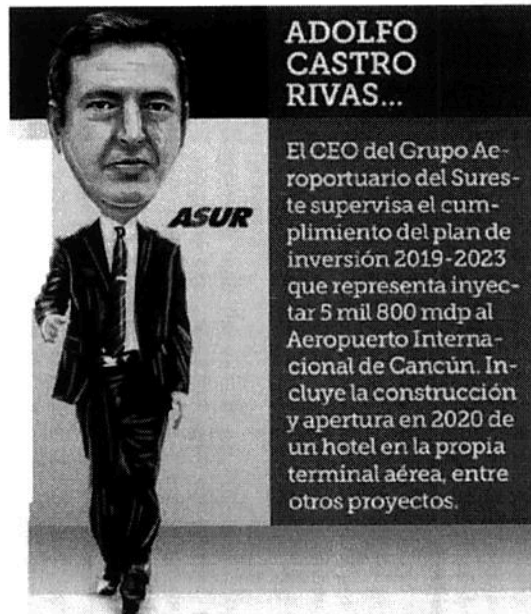 ADOLFO
CASTRO
RIVAS...
ASUR
El CEO del Grupo Ae-
roportuario del Sures-
te supervisa el cum-
plimiento del plan de
inversión 2019-2023
que representa inyec-
tar 5 mil 800 mdp al
Aeropuerto Interna-
cional de Cancún. In-
cluye la construcción
y apertura en 2020 de
un hotel en la propia
terminal aérea, entre
otros proyectos.